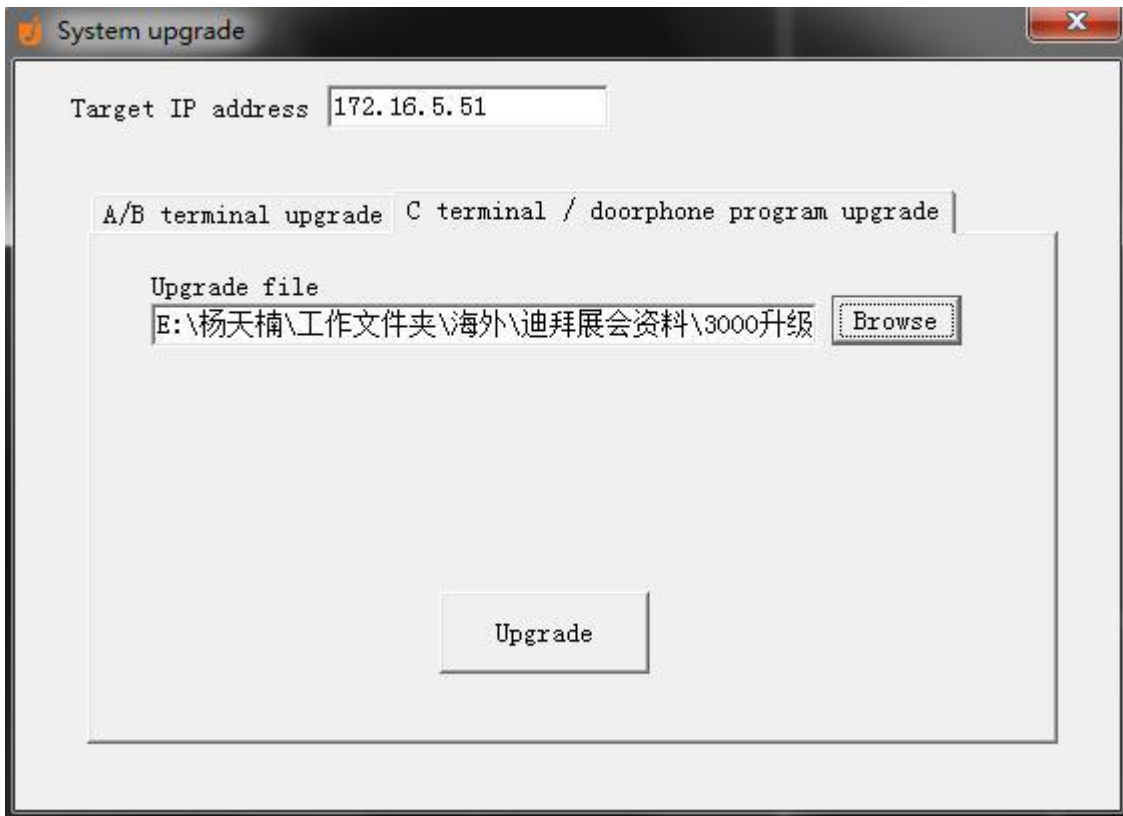 System upgrade
Target IP address 172.16.5.51
A/B terminal upgrade C terminal / doorphone program upgrade
Upgrade file
E:\杨天楠\工作文件夹\海外\迪拜展会资料\3000升级 Browse
Upgrade